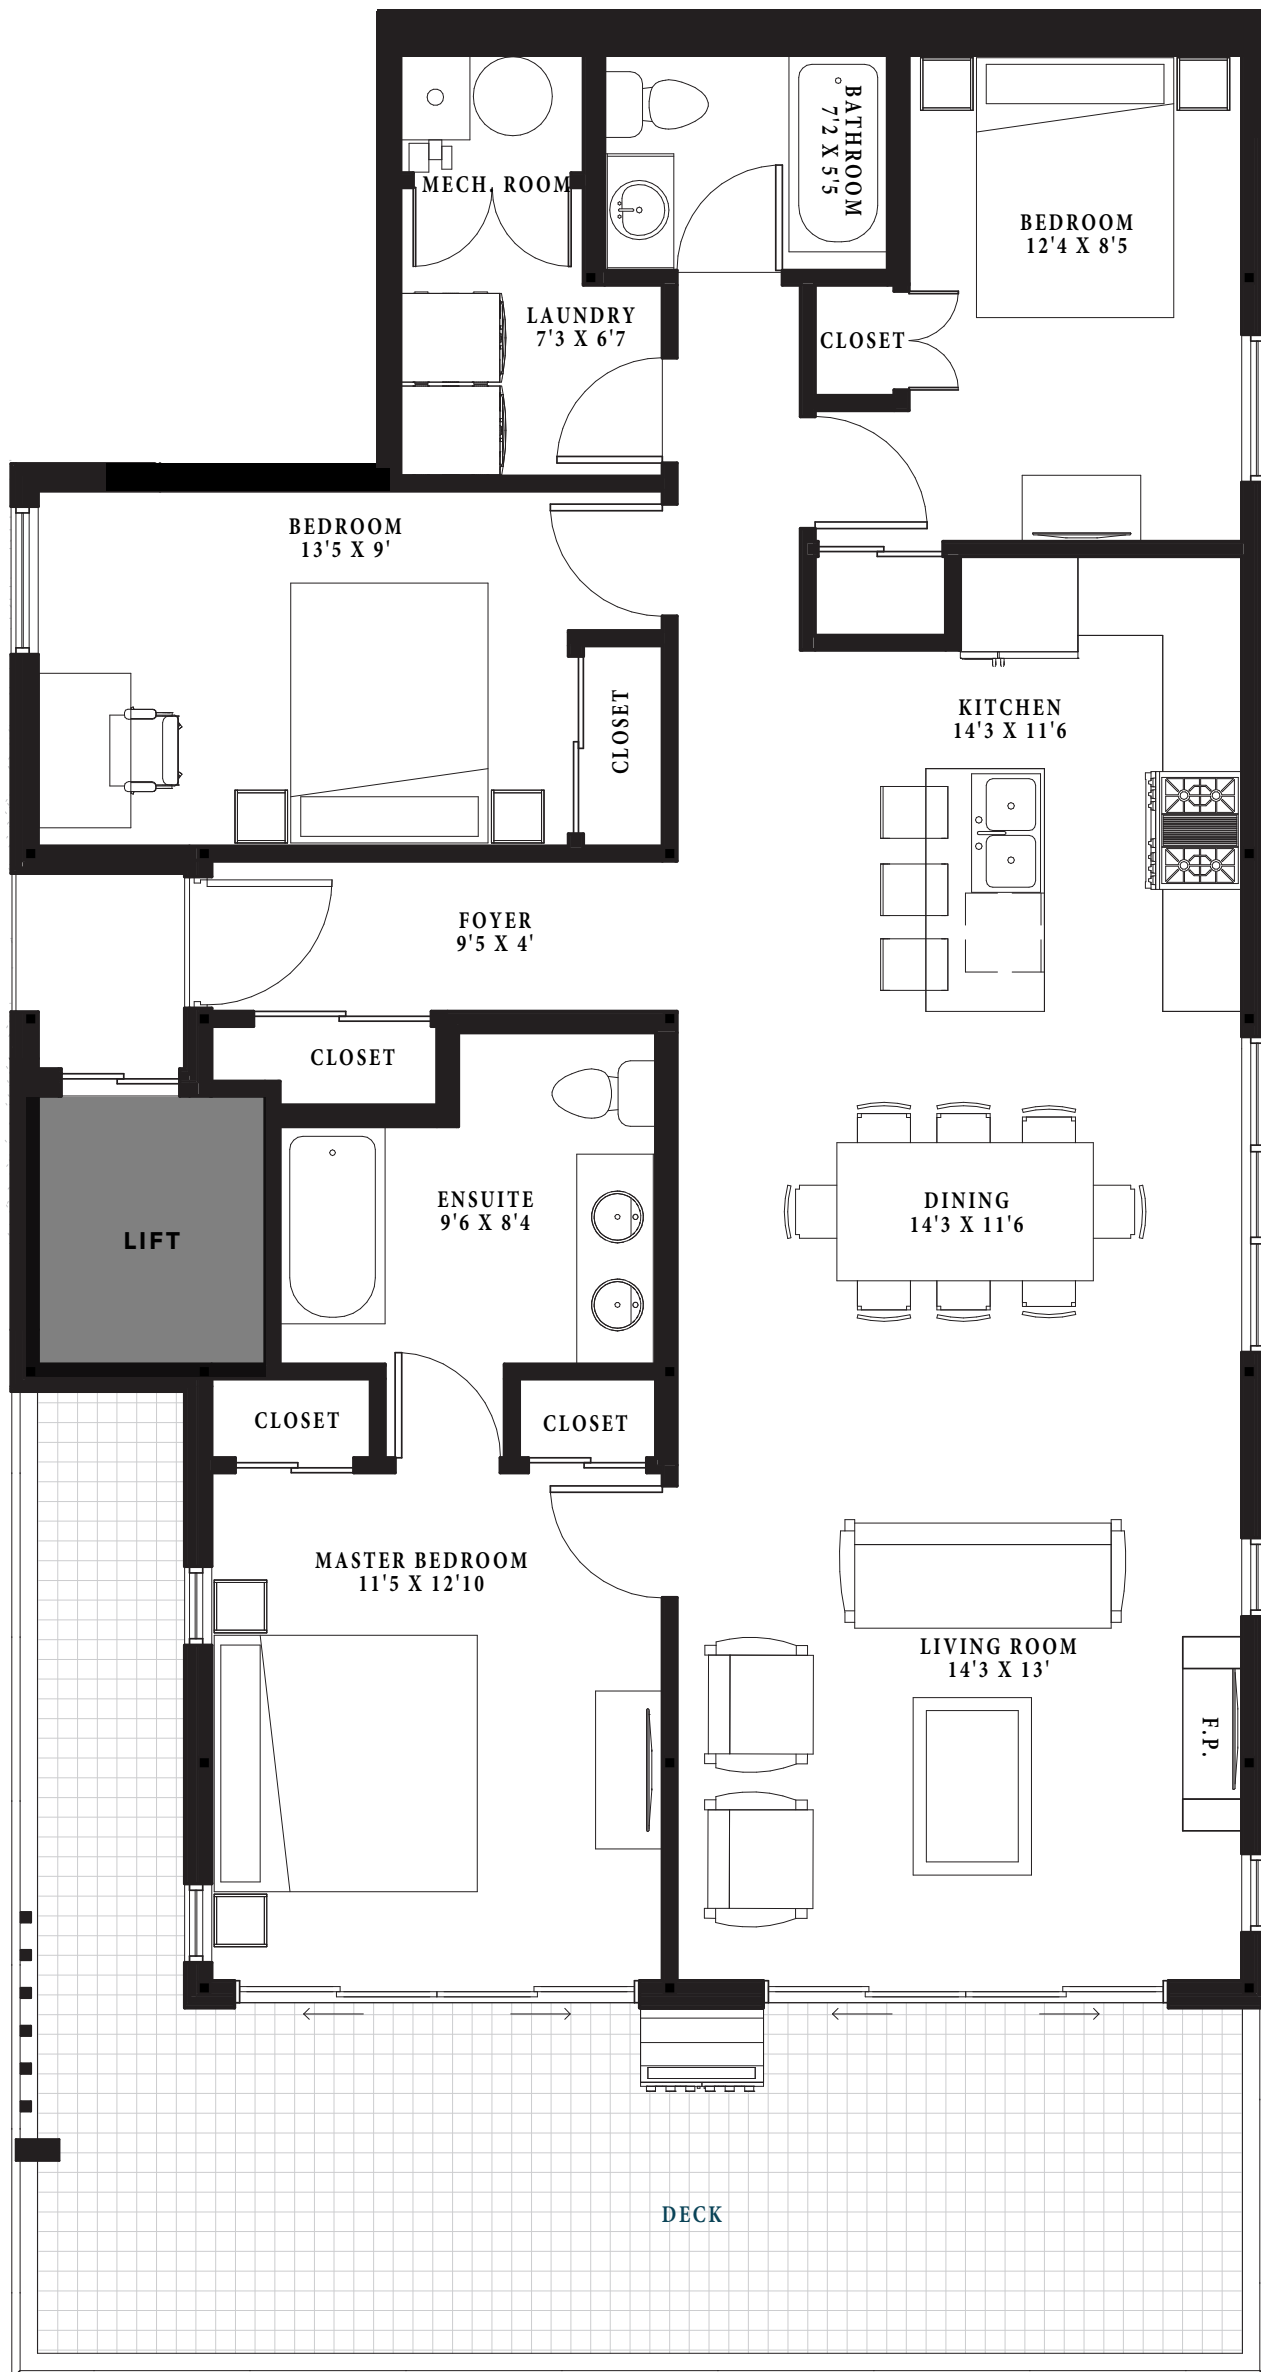 MECH. ROOM
BATHROOM
7'2 X 5'5
BEDROOM
12'4 X 8'5
LAUNDRY
7'3 X 6'7
CLOSET
BEDROOM
13'5 X 9'
CLOSET
KITCHEN
14'3 X 11'6
FOYER
9'5 X 4'
CLOSET
ENSUITE
9'6 X 8'4
DINING
14'3 X 11'6
LIFT
CLOSET
CLOSET
MASTER BEDROOM
11'5 X 12'10
LIVING ROOM
14'3 X 13'
F.P.
DECK